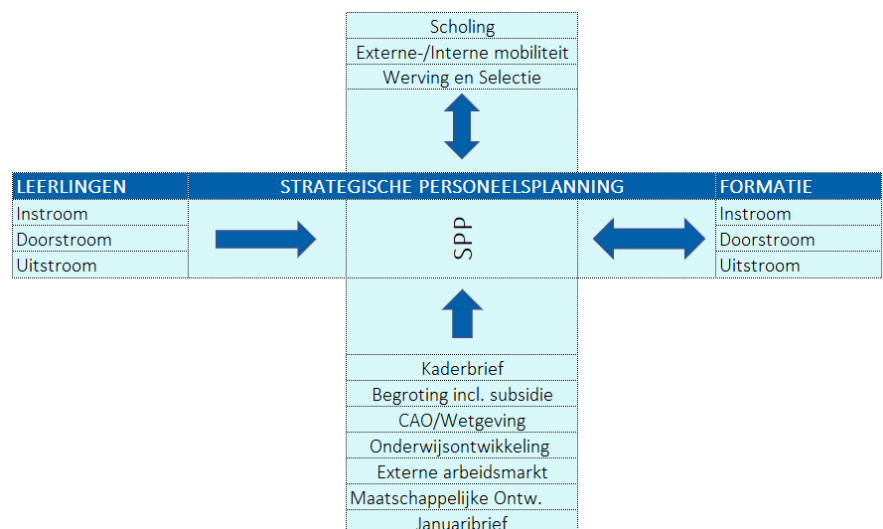 Scholing
Externe-/Interne mobiliteit
Werving en Selectie
LEERLINGEN STRATEGISCHE PERSONEELSPLANNING FORMATIE
Instroom SPP Instroom
Doorstroom Doorstroom
Uitstroom Uitstroom
Kaderbrief
Begroting incl. subsidie
CAO/Wetgeving
Onderwijsontwikkeling
Externe arbeidsmarkt
Maatschappelijke Ontw.
Januaribrief